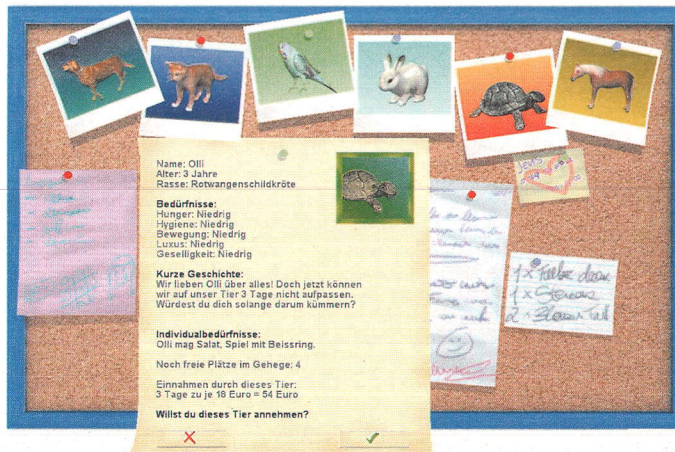 Name: Olli
Alter: 3 Jahre
Rasse: Rotwangenschildkröte
Bedürfnisse:
Hunger: Niedrig
Hygiene: Niedrig
Bewegung: Niedrig
Luxus: Niedrig
Geselligkeit: Niedrig
Kurze Geschichte:
Wir lieben Olli über alles! Doch jetzt können
wir auf unser Tier 3 Tage nicht aufpassen.
Würdest du dich solange darum kümmern?
Individualbedürfnisse:
Olli mag Salat, Spiel mit Beissring.
Noch freie Plätze im Gehege: 4
Einnahmen durch dieses Tier:
3 Tage zu je 18 Euro = 54 Euro
Willst du dieses Tier annehmen?
1 x
1 x
2 x